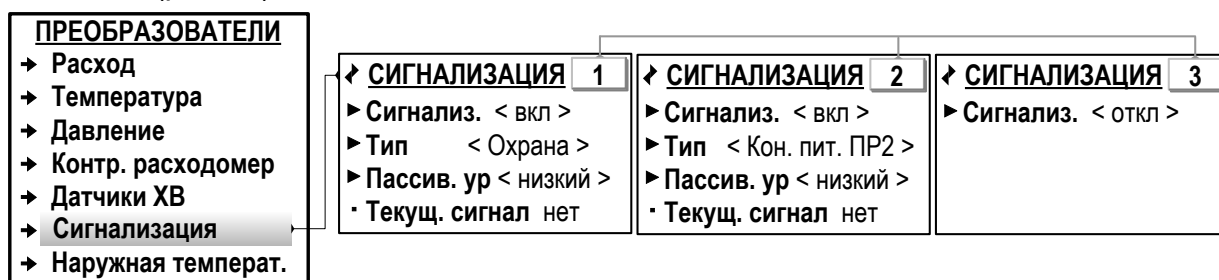 ПРЕОБРАЗОВАТЕЛИ
Расход
Температура
Давление
Контр. расходомер
Датчики ХВ
Сигнализация
Наружная температ.
СИГНАЛИЗАЦИЯ 1
Сигнализ. < вкл >
Тип < Охрана >
Пассив. ур < низкий >
Текущ. сигнал нет
СИГНАЛИЗАЦИЯ 2
Сигнализ. < вкл >
Тип < Кон. пит. ПР2 >
Пассив. ур < низкий >
Текущ. сигнал нет
СИГНАЛИЗАЦИЯ 3
Сигнализ. < откл >